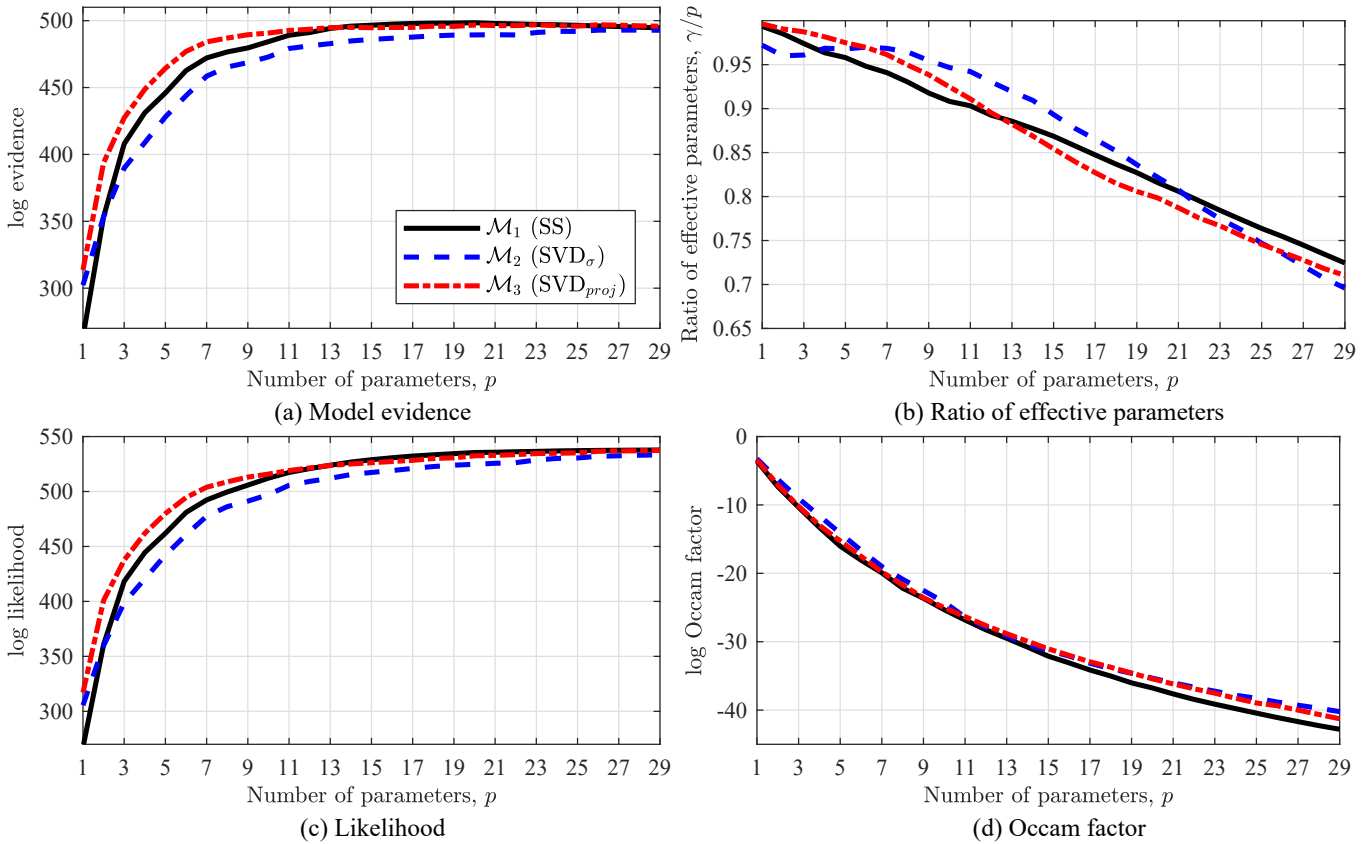 500
450
400
350
300
log evidence
M₁ (SS)
M₂ (SVD_σ)
M₃ (SVD_proj)
1 3 5 7 9 11 13 15 17 19 21 23 25 27 29
Number of parameters, p
(a) Model evidence
0.95
0.9
0.85
0.8
0.75
0.7
0.65
Ratio of effective parameters, γ/p
1 3 5 7 9 11 13 15 17 19 21 23 25 27 29
Number of parameters, p
(b) Ratio of effective parameters
550
500
450
400
350
300
log likelihood
1 3 5 7 9 11 13 15 17 19 21 23 25 27 29
Number of parameters, p
(c) Likelihood
0
-10
-20
-30
-40
log Occam factor
1 3 5 7 9 11 13 15 17 19 21 23 25 27 29
Number of parameters, p
(d) Occam factor